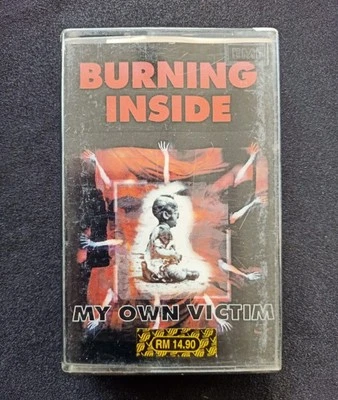 BURNING
INSIDE
MY OWN VICTIM
RM 14.90